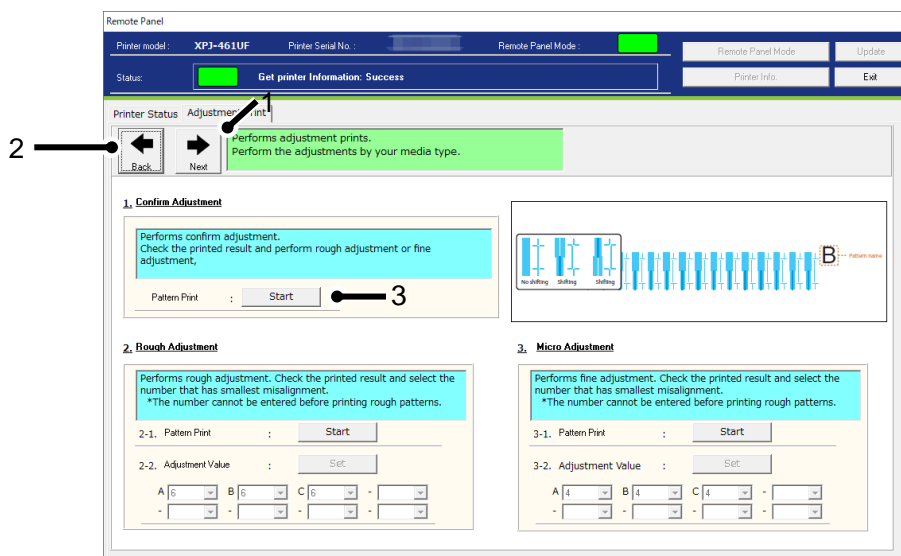 Remote Panel
Printer model : XPJ-461UF Printer Serial No. : Remote Panel Mode :
Remote Panel Mode Update
Status: Get printer Information: Success
Printer Info. Exit
Printer Status Adjustment Print
1
2
Back Next
Performs adjustment prints.
Perform the adjustments by your media type.
1. Confirm Adjustment
Performs confirm adjustment.
Check the printed result and perform rough adjustment or fine
adjustment,
Pattern Print : Start
3
No shifting Shifting Shifting
B Pattern name
2. Rough Adjustment
Performs rough adjustment. Check the printed result and select the
number that has smallest misalignment.
*The number cannot be entered before printing rough patterns.
2-1. Pattern Print : Start
2-2. Adjustment Value : Set
A 6 B 6 C 6 -
- - - -
3. Micro Adjustment
Performs fine adjustment. Check the printed result and select the
number that has smallest misalignment.
*The number cannot be entered before printing rough patterns.
3-1. Pattern Print : Start
3-2. Adjustment Value : Set
A 4 B 4 C 4 -
- - - -